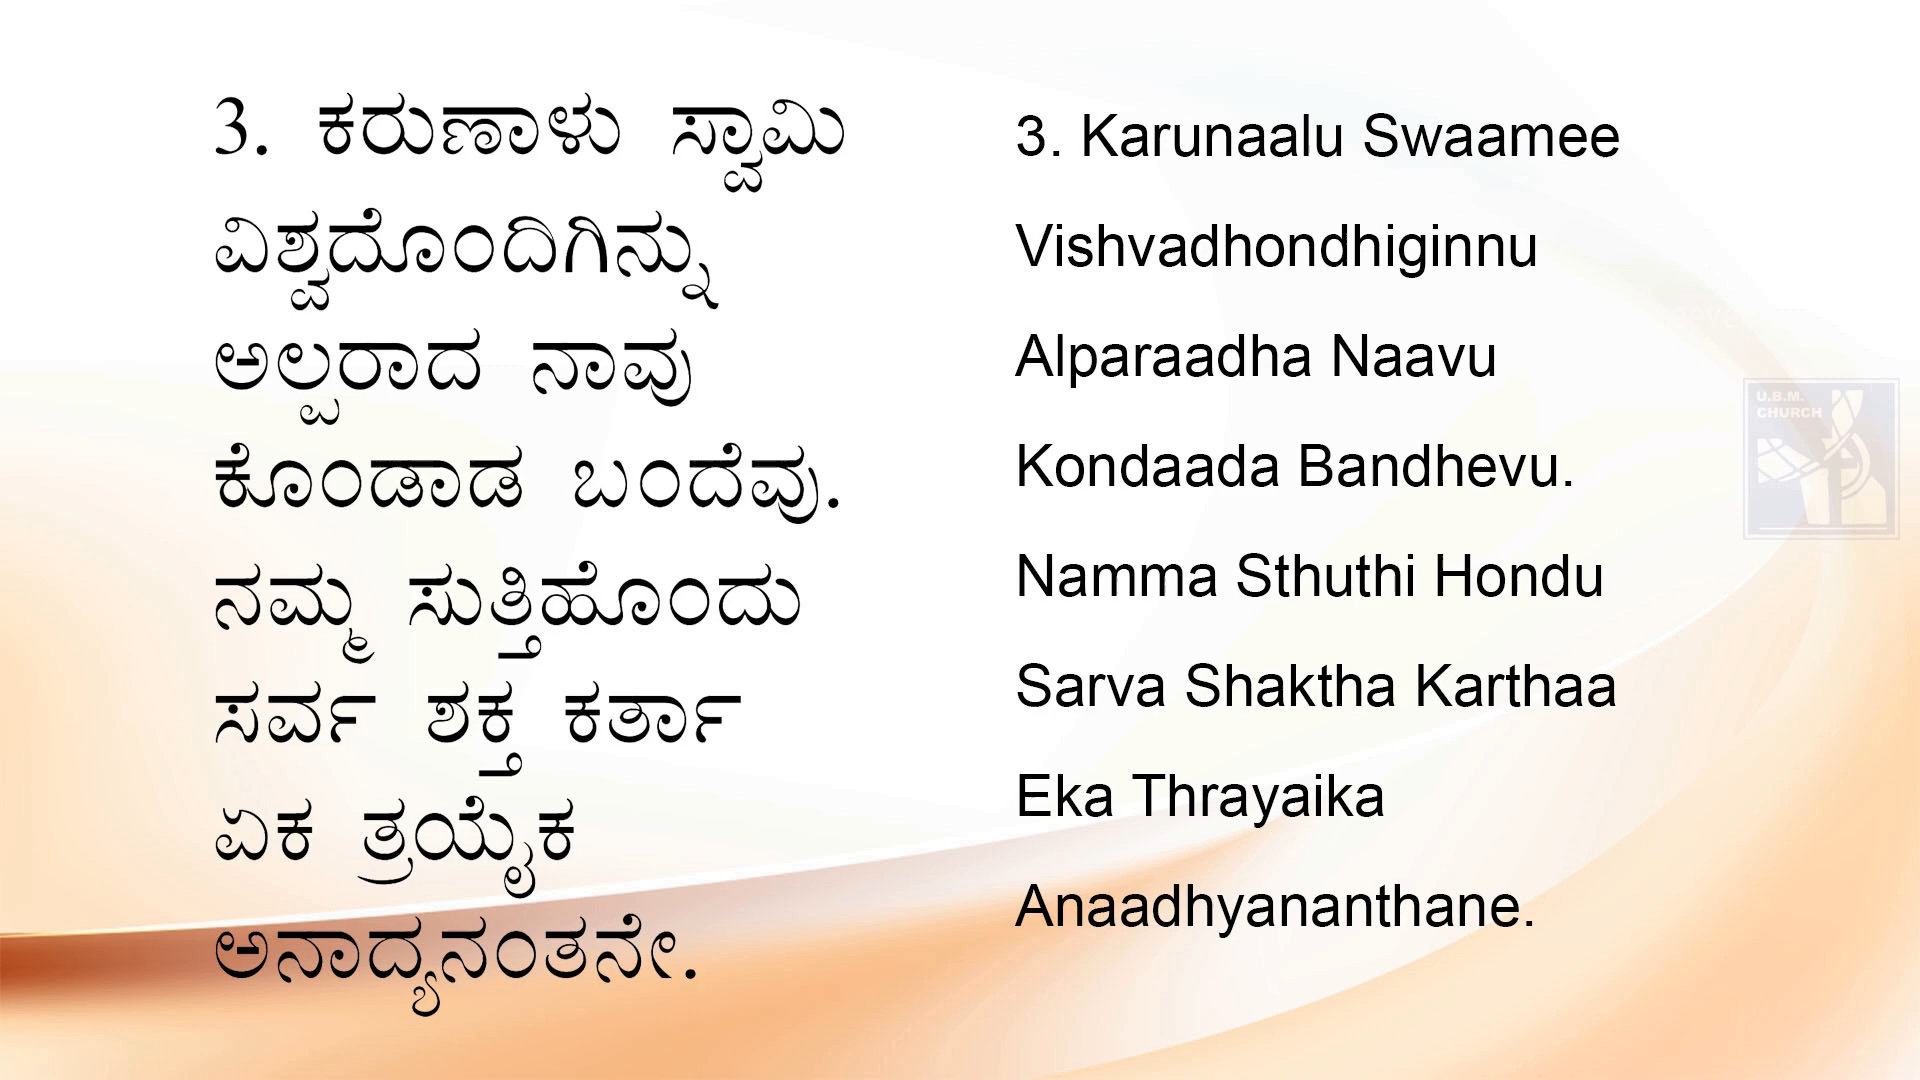 3. ಕರುಣಾಳು ಸ್ವಾಮಿ
ವಿಶ್ವದೊಂದಿಗಿನ್ನು
ಅಲ್ಪರಾದ ನಾವು
ಕೊಂಡಾಡ ಬಂದೆವು.
ನಮ್ಮ ಸುತ್ತಿಹೊಂದು
ಸರ್ವ ಶಕ್ತ ಕರ್ತಾ
ಏಕ ತ್ರಯೈಕ
ಅನಾದ್ಯನಂತನೇ.
3. Karunaalu Swaamee
Vishvadhondhiginnu
Alparaadha Naavu
Kondaada Bandhevu.
Namma Sthuthi Hondu
Sarva Shaktha Karthaa
Eka Thrayaika
Anaadhyananthane.
U.B.M.
CHURCH